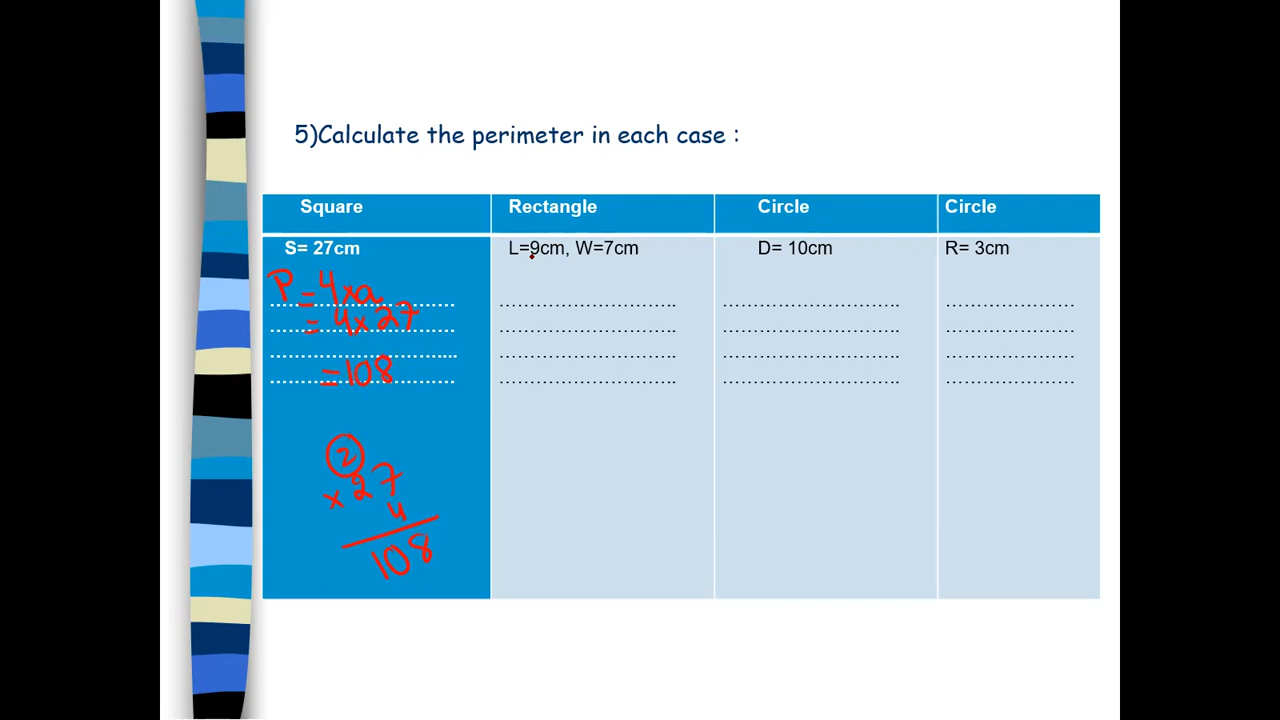 5)Calculate the perimeter in each case :
Square Rectangle Circle Circle
S= 27cm L=9cm, W=7cm D= 10cm R= 3cm
P = 4xa
= 4x27
= 108
2
27
x 4
108